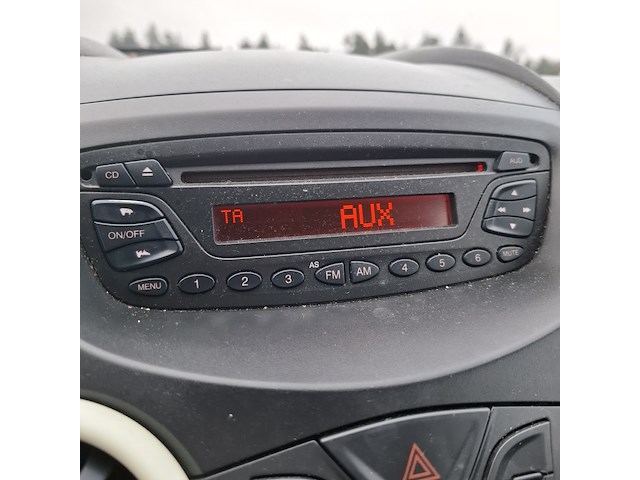 CD
AUD
TA AUX
ON/OFF
MENU 1 2 3 AS FM AM 4 5 6 MUTE